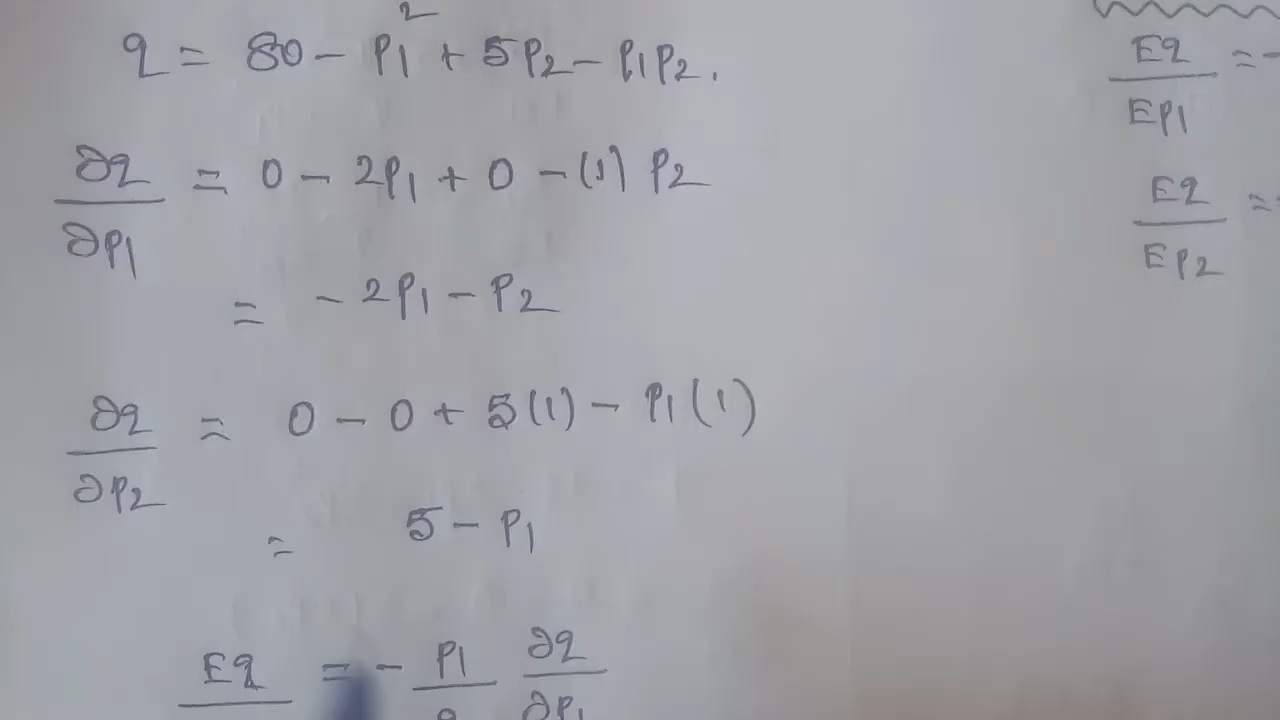 q = 80 - p₁² + 5p₂ - p₁p₂.
∂q/∂p₁ = 0 - 2p₁ + 0 - (1) p₂
= - 2p₁ - p₂
∂q/∂p₂ = 0 - 0 + 5(1) - p₁(1)
= 5 - p₁
Eq = - p₁ ∂q/∂p₁
Eq/Ep₁ = -
Eq/Ep₂ = -